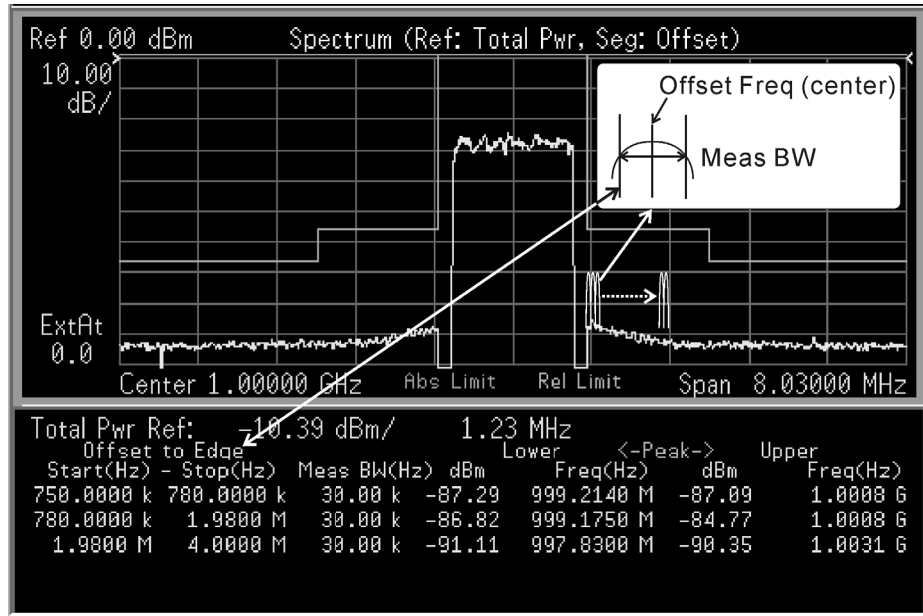 Ref 0.00 dBm Spectrum (Ref: Total Pwr, Seg: Offset)
10.00
dB/
Offset Freq (center)
Meas BW
ExtAt
0.0
Center 1.00000 GHz Abs Limit Rel Limit Span 8.03000 MHz
Total Pwr Ref: -10.39 dBm/ 1.23 MHz
Offset to Edge Lower <-Peak-> Upper
Start(Hz) - Stop(Hz) Meas BW(Hz) dBm Freq(Hz) dBm Freq(Hz)
750.0000 k 780.0000 k 30.00 k -87.29 999.2140 M -87.09 1.0008 G
780.0000 k 1.9800 M 30.00 k -86.82 999.1750 M -84.77 1.0008 G
1.9800 M 4.0000 M 30.00 k -91.11 997.8300 M -90.35 1.0031 G